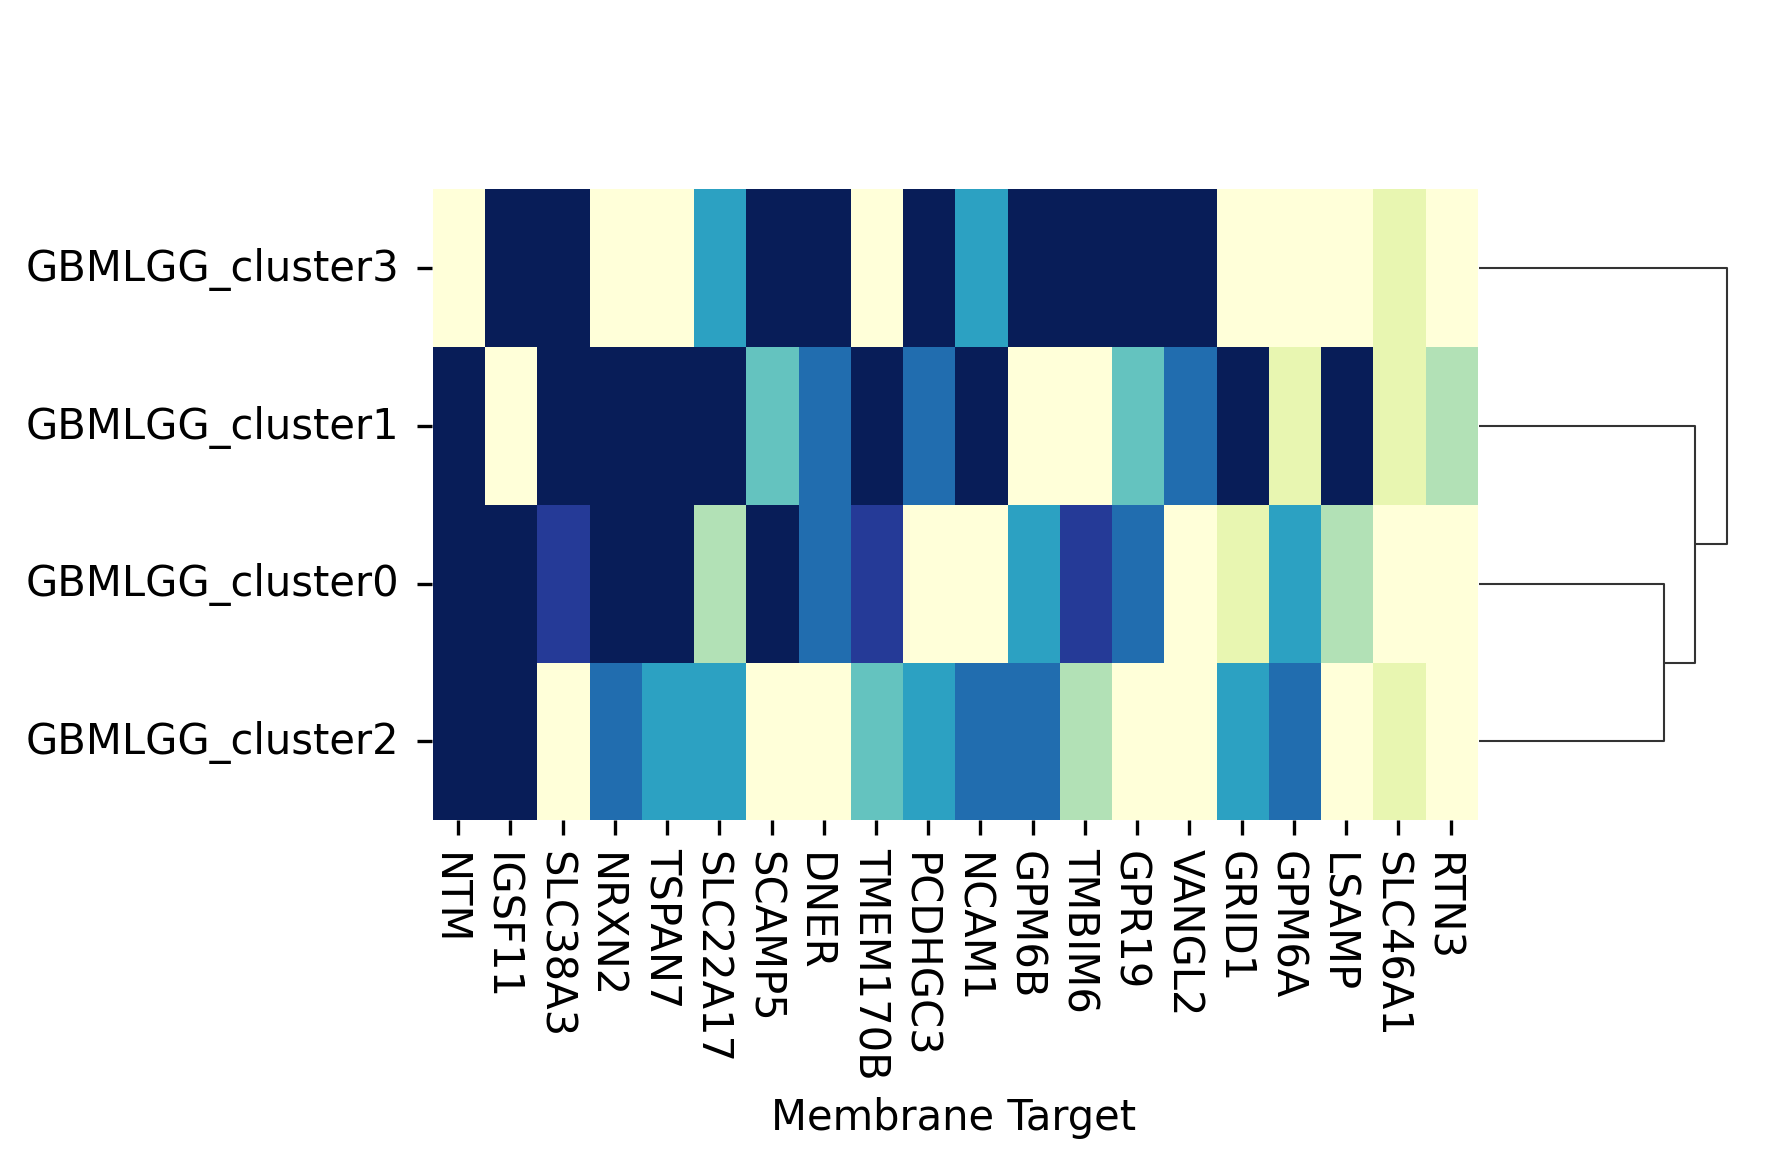 GBMLGG_cluster3
GBMLGG_cluster1
GBMLGG_cluster0
GBMLGG_cluster2
NTM
IGSF11
SLC38A3
NRXN2
TSPAN7
SLC22A17
SCAMP5
DNER
TMEM170B
PCDHGC3
NCAM1
GPM6B
TMBIM6
GPR19
VANGL2
GRID1
GPM6A
LSAMP
SLC46A1
RTN3
Membrane Target